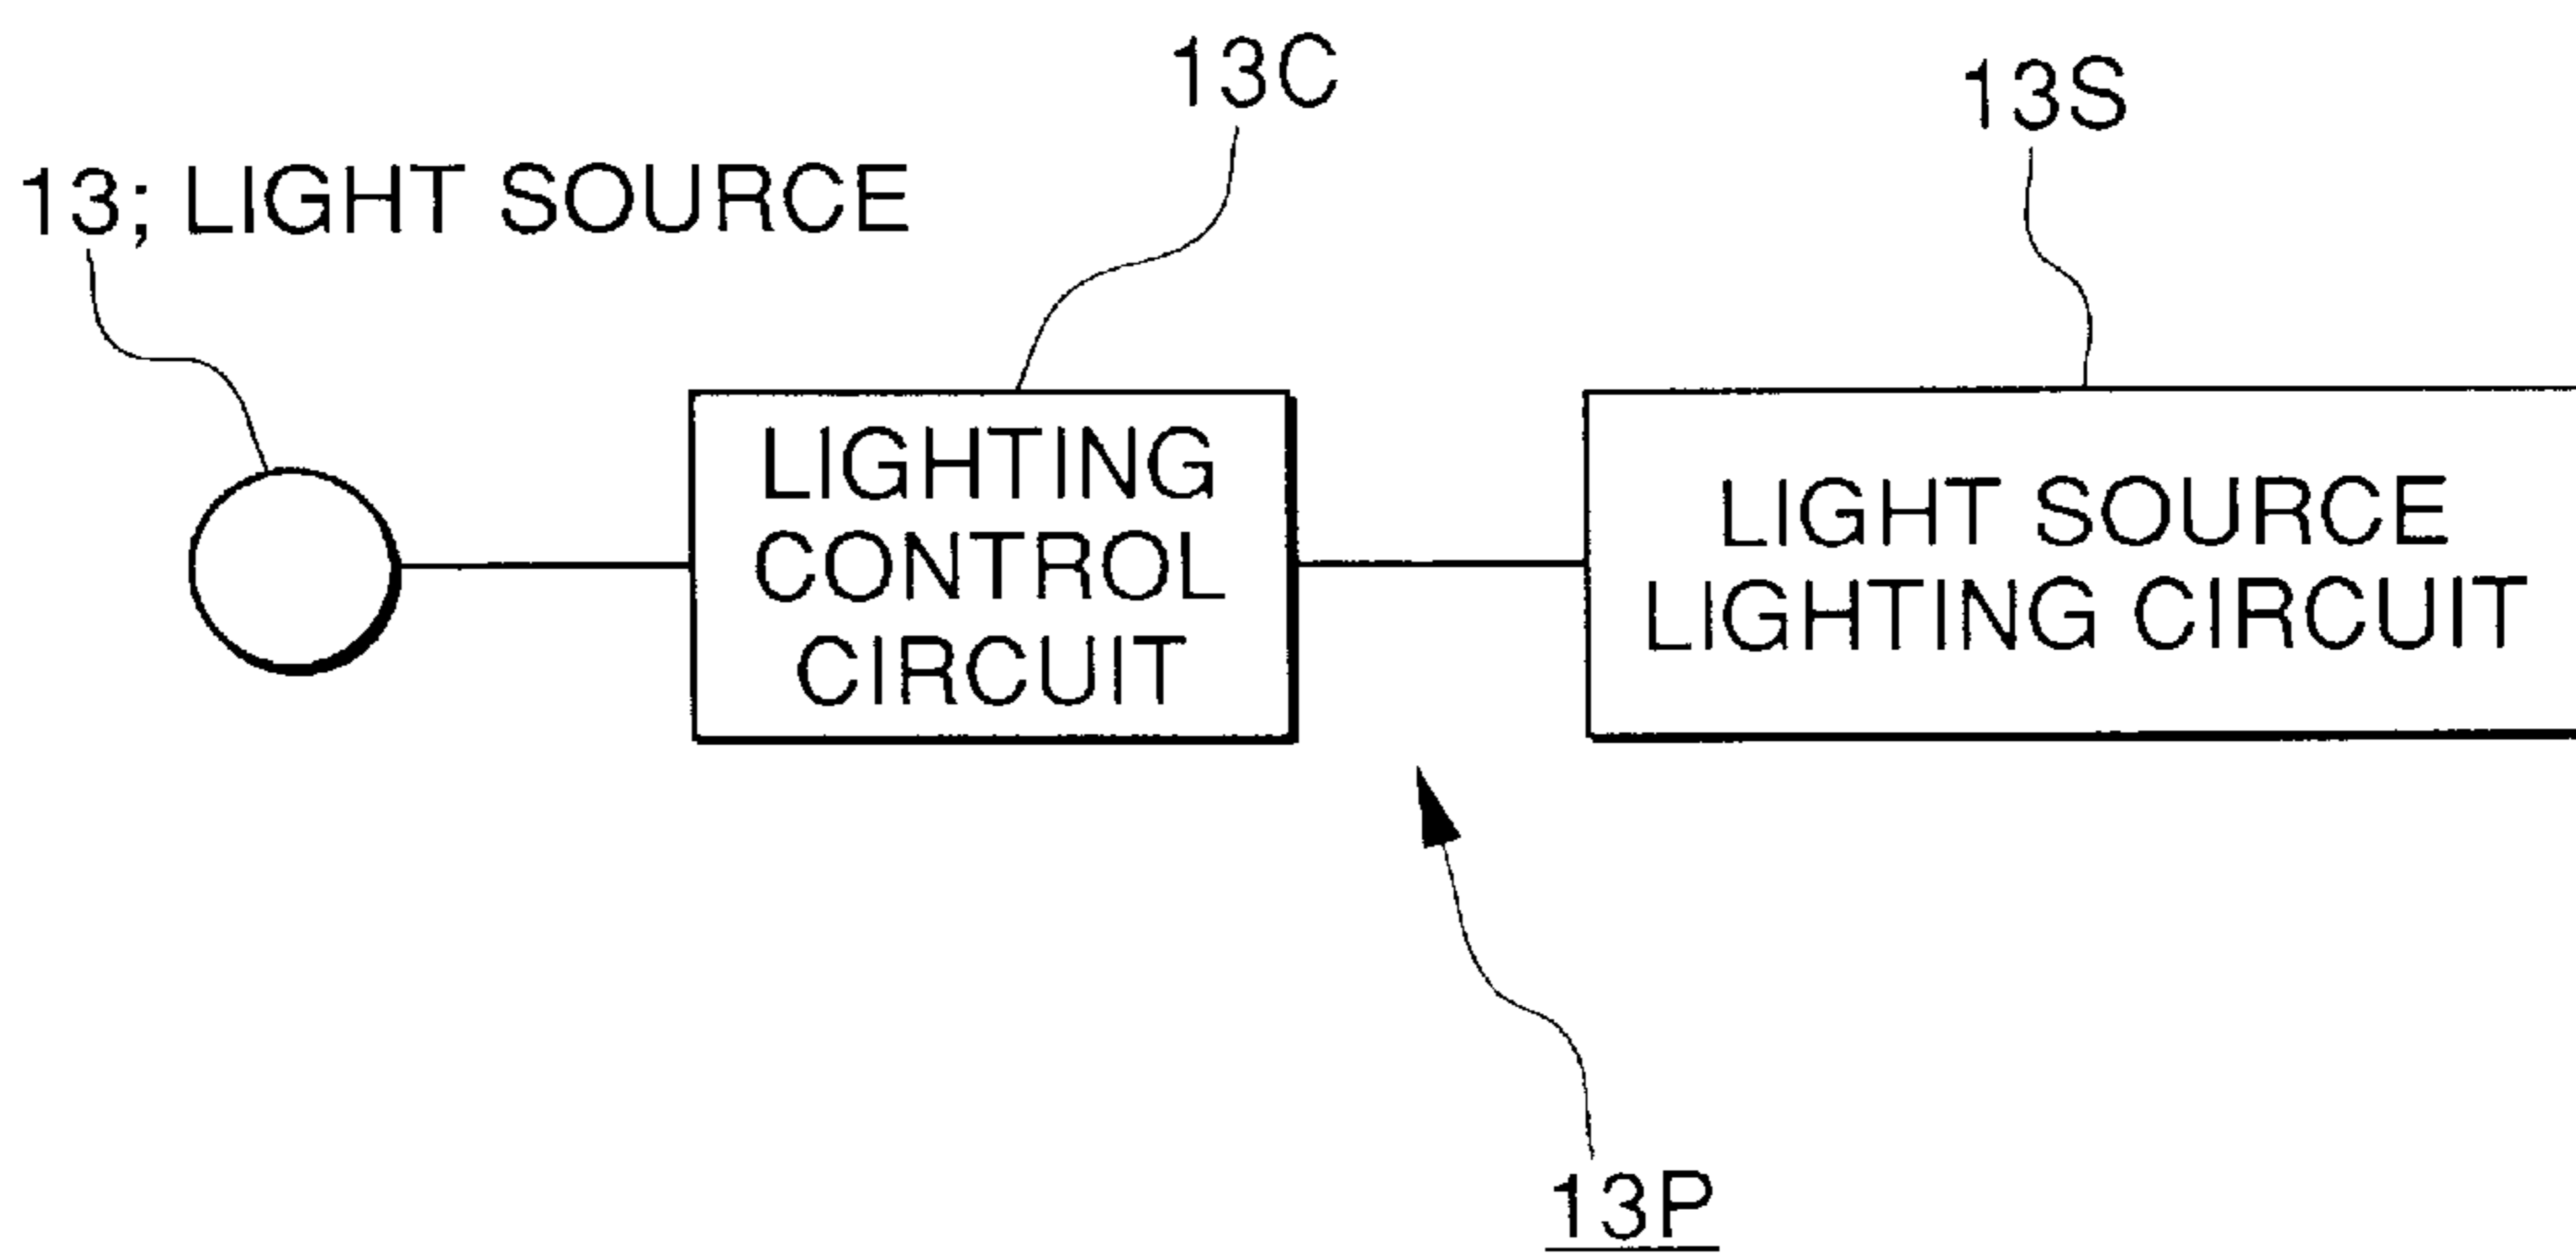 13C
13S
13; LIGHT SOURCE
LIGHTING
CONTROL
CIRCUIT
LIGHT SOURCE
LIGHTING CIRCUIT
13P